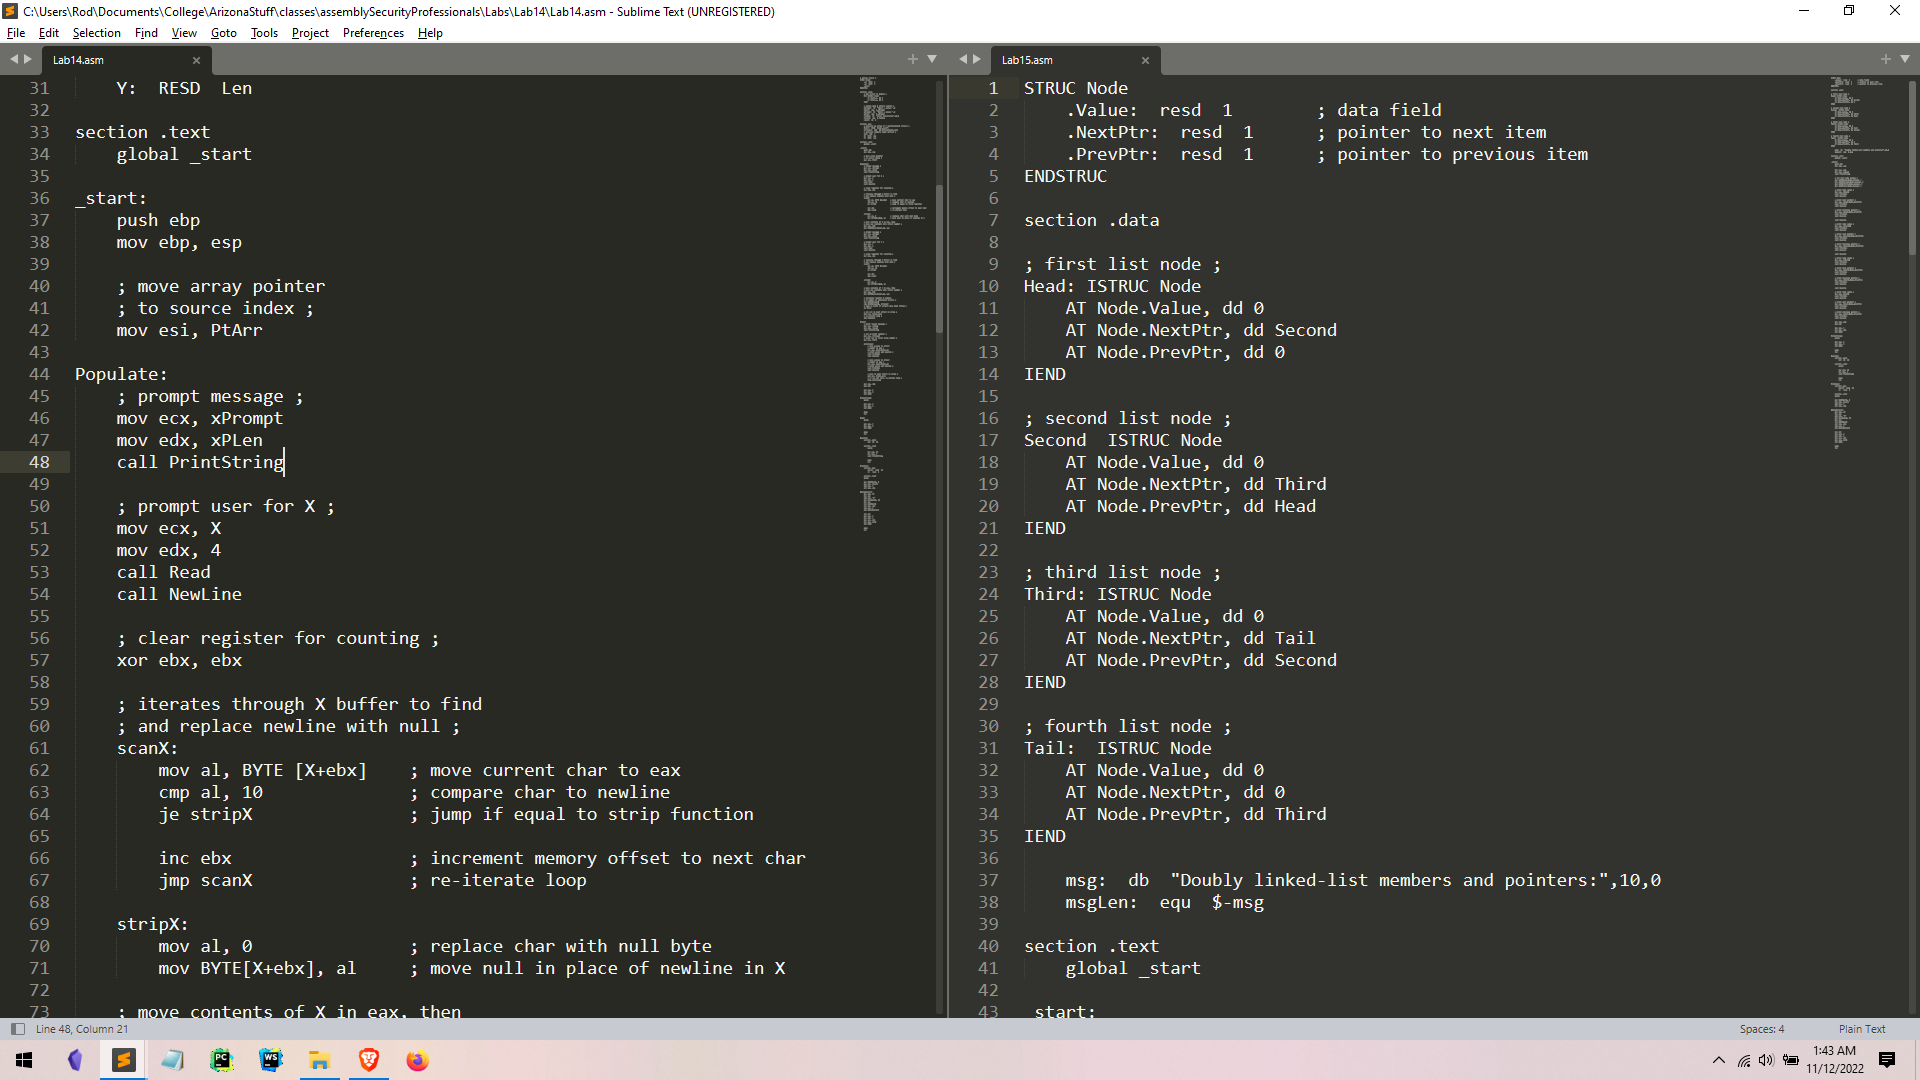 C:\Users\Rod\Documents\College\ArizonaStuff\classes\assemblySecurityProfessionals\Labs\Lab14\Lab14.asm - Sublime Text (UNREGISTERED)
File Edit Selection Find View Goto Tools Project Preferences Help
Lab14.asm
31 Y: RESD Len
32
33 section .text
34 global _start
35
36 _start:
37 push ebp
38 mov ebp, esp
39
40 ; move array pointer
41 ; to source index ;
42 mov esi, PtArr
43
44 Populate:
45 ; prompt message ;
46 mov ecx, xPrompt
47 mov edx, xPLen
48 call PrintString
49
50 ; prompt user for X ;
51 mov ecx, X
52 mov edx, 4
53 call Read
54 call NewLine
55
56 ; clear register for counting ;
57 xor ebx, ebx
58
59 ; iterates through X buffer to find
60 ; and replace newline with null ;
61 scanX:
62 mov al, BYTE [X+ebx] ; move current char to eax
63 cmp al, 10 ; compare char to newline
64 je stripX ; jump if equal to strip function
65
66 inc ebx ; increment memory offset to next char
67 jmp scanX ; re-iterate loop
68
69 stripX:
70 mov al, 0 ; replace char with null byte
71 mov BYTE[X+ebx], al ; move null in place of newline in X
72
73 ; move contents of X in eax, then
Lab15.asm
1 STRUC Node
2 .Value: resd 1 ; data field
3 .NextPtr: resd 1 ; pointer to next item
4 .PrevPtr: resd 1 ; pointer to previous item
5 ENDSTRUC
6
7 section .data
8
9 ; first list node ;
10 Head: ISTRUC Node
11 AT Node.Value, dd 0
12 AT Node.NextPtr, dd Second
13 AT Node.PrevPtr, dd 0
14 IEND
15
16 ; second list node ;
17 Second ISTRUC Node
18 AT Node.Value, dd 0
19 AT Node.NextPtr, dd Third
20 AT Node.PrevPtr, dd Head
21 IEND
22
23 ; third list node ;
24 Third: ISTRUC Node
25 AT Node.Value, dd 0
26 AT Node.NextPtr, dd Tail
27 AT Node.PrevPtr, dd Second
28 IEND
29
30 ; fourth list node ;
31 Tail: ISTRUC Node
32 AT Node.Value, dd 0
33 AT Node.NextPtr, dd 0
34 AT Node.PrevPtr, dd Third
35 IEND
36
37 msg: db "Doubly linked-list members and pointers:",10,0
38 msgLen: equ $-msg
39
40 section .text
41 global _start
42
43 _start:
Line 48, Column 21
Spaces: 4 Plain Text
PC WS
1:43 AM
11/12/2022